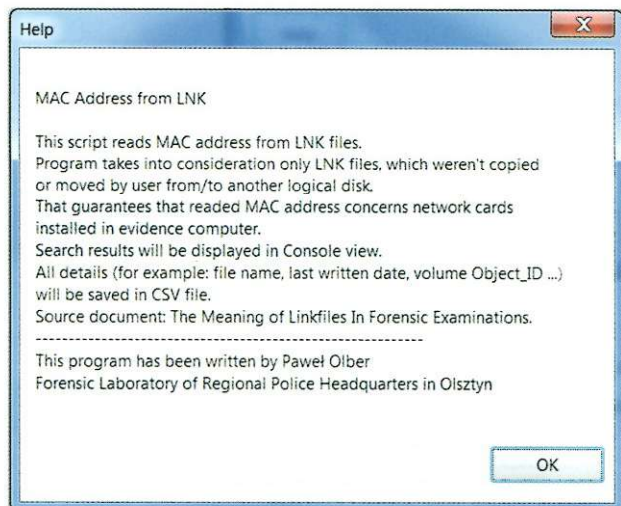 Help
MAC Address from LNK
This script reads MAC address from LNK files.
Program takes into consideration only LNK files, which weren't copied
or moved by user from/to another logical disk.
That guarantees that readed MAC address concerns network cards
installed in evidence computer.
Search results will be displayed in Console view.
All details (for example: file name, last written date, volume Object_ID ...)
will be saved in CSV file.
Source document: The Meaning of Linkfiles In Forensic Examinations.
------------------------------------------------------------
This program has been written by Paweł Olber
Forensic Laboratory of Regional Police Headquarters in Olsztyn
OK